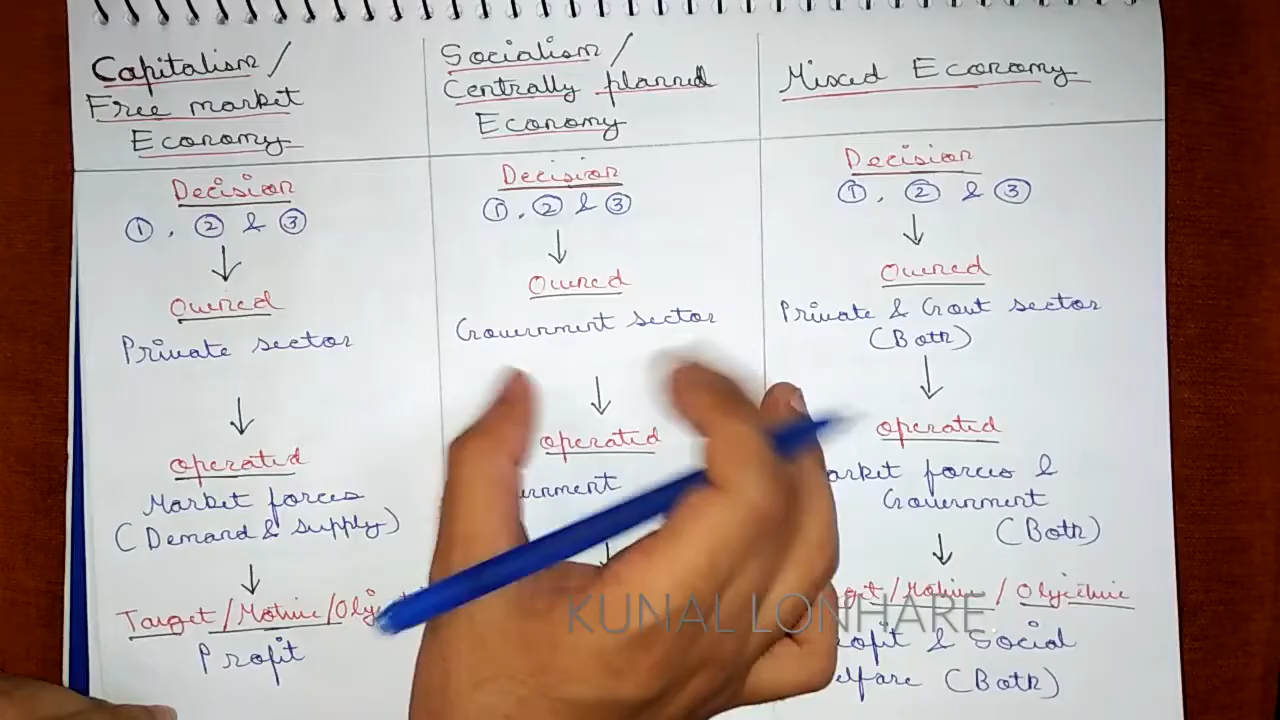 Capitalism /
Free market
Economy
Decision
①, ② & ③
↓
Owned
Private sector
↓
Operated
Market forces
(Demand & supply)
↓
Target/Motive/
Profit
Socialism /
Centrally planned
Economy
Decision
①, ② & ③
↓
Owned
Government sector
↓
Operated
↓
Mixed Economy
Decision
①, ② & ③
↓
Owned
Private & Govt sector
(Both)
↓
Operated
forces &
Government
(Both)
↓
/Motive / Objective
& Social
(Both)
KUNAL LONHARE